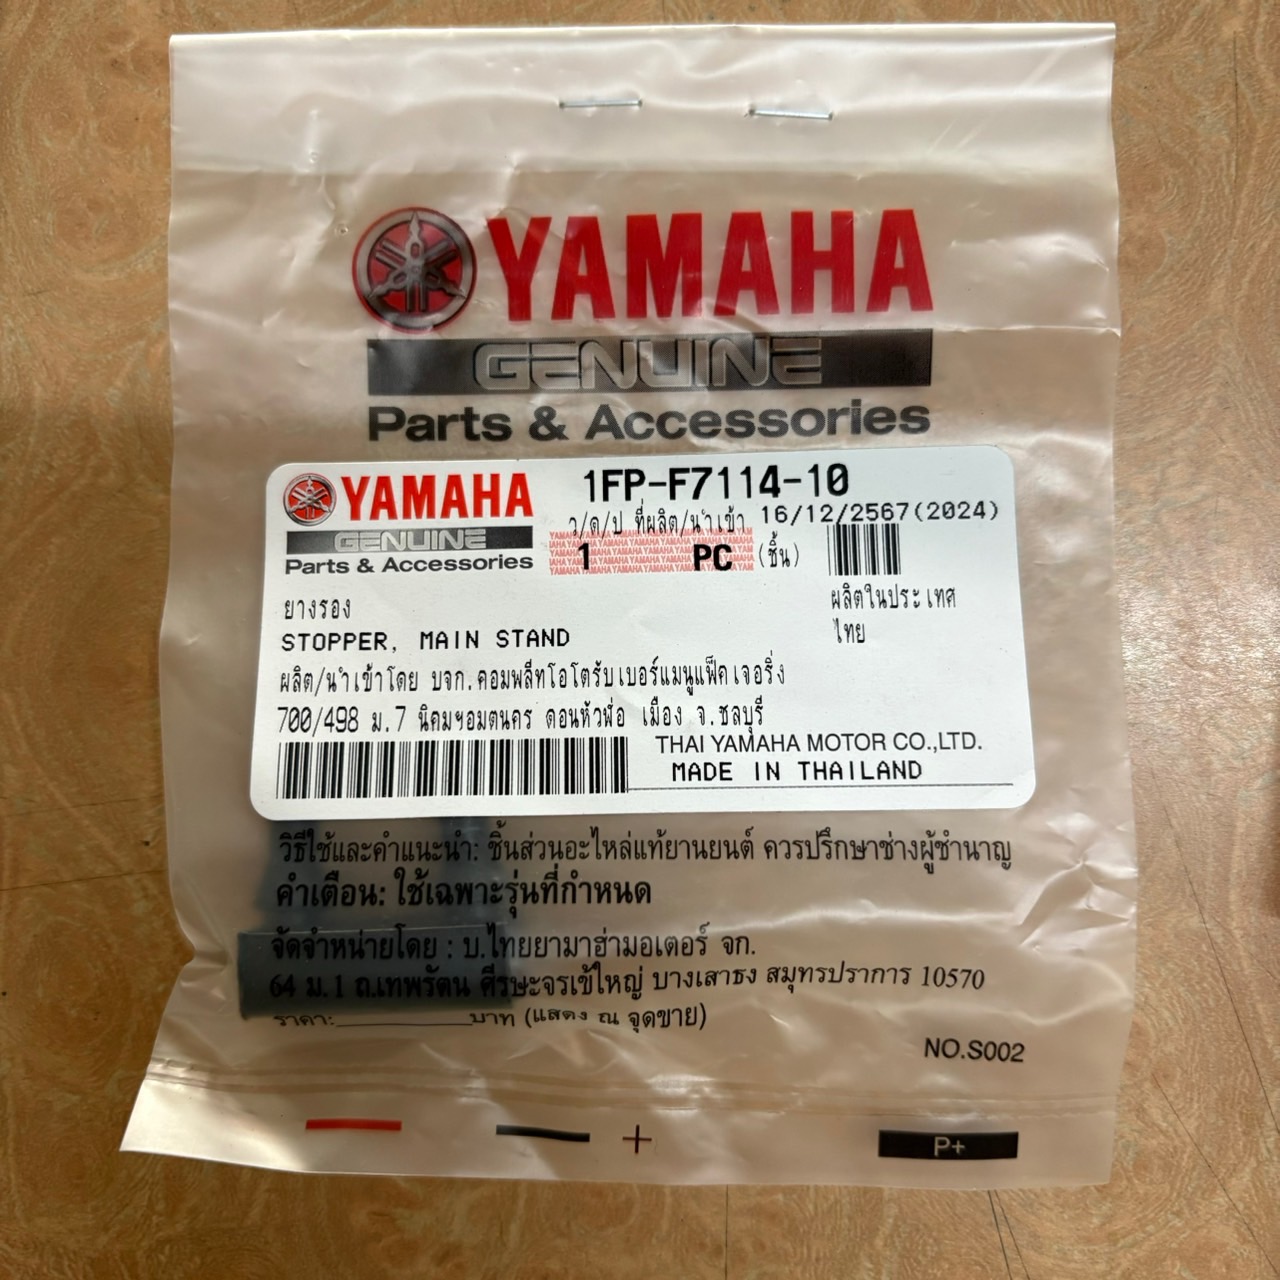 YAMAHA
GENUINE
Parts & Accessories
YAMAHA
GENUINE
Parts & Accessories
1FP-F7114-10
ว/ด/ป ที่ผลิต/นำเข้า 16/12/2567(2024)
1 PC (ชิ้น)
ผลิตในประเทศ
ไทย
ยางรอง
STOPPER, MAIN STAND
ผลิต/นำเข้าโดย บจก.คอมพลีทโอโตรับเบอร์แมนูแฟ็คเจอริ่ง
700/498 ม.7 นิคมฯอมตนคร ดอนหัวฬ่อ เมือง จ.ชลบุรี
THAI YAMAHA MOTOR CO.,LTD.
MADE IN THAILAND
วิธีใช้และคำแนะนำ: ชิ้นส่วนอะไหล่แท้ยานยนต์ ควรปรึกษาช่างผู้ชำนาญ
คำเตือน: ใช้เฉพาะรุ่นที่กำหนด
จัดจำหน่ายโดย : บ.ไทยยามาฮ่ามอเตอร์ จก.
64 ม.1 ถ.เทพรัตน ศีรษะจรเข้ใหญ่ บางเสาธง สมุทรปราการ 10570
ราคา:__________บาท (แสดง ณ จุดขาย)
NO.S002
P+